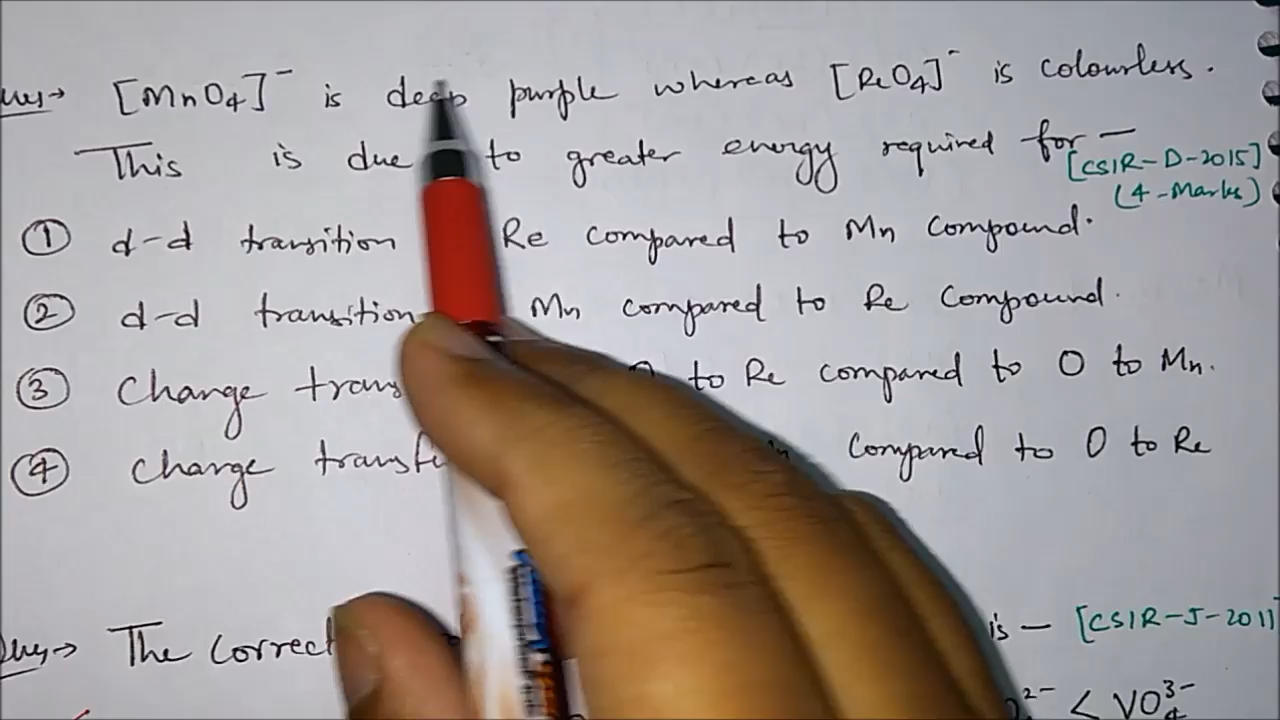 [MnO4]⁻ is deep purple whereas [ReO4]⁻ is colourless.
This is due to greater energy required for —
[CSIR-D-2015]
(4-Marks)
① d-d transition Re compared to Mn Compound.
② d-d transition Mn compared to Re Compound.
③ Change to Re compared to O to Mn.
④ Change Compared to O to Re
Ques→ The Correct is — [CSIR-J-2011]
2- < VO4³⁻